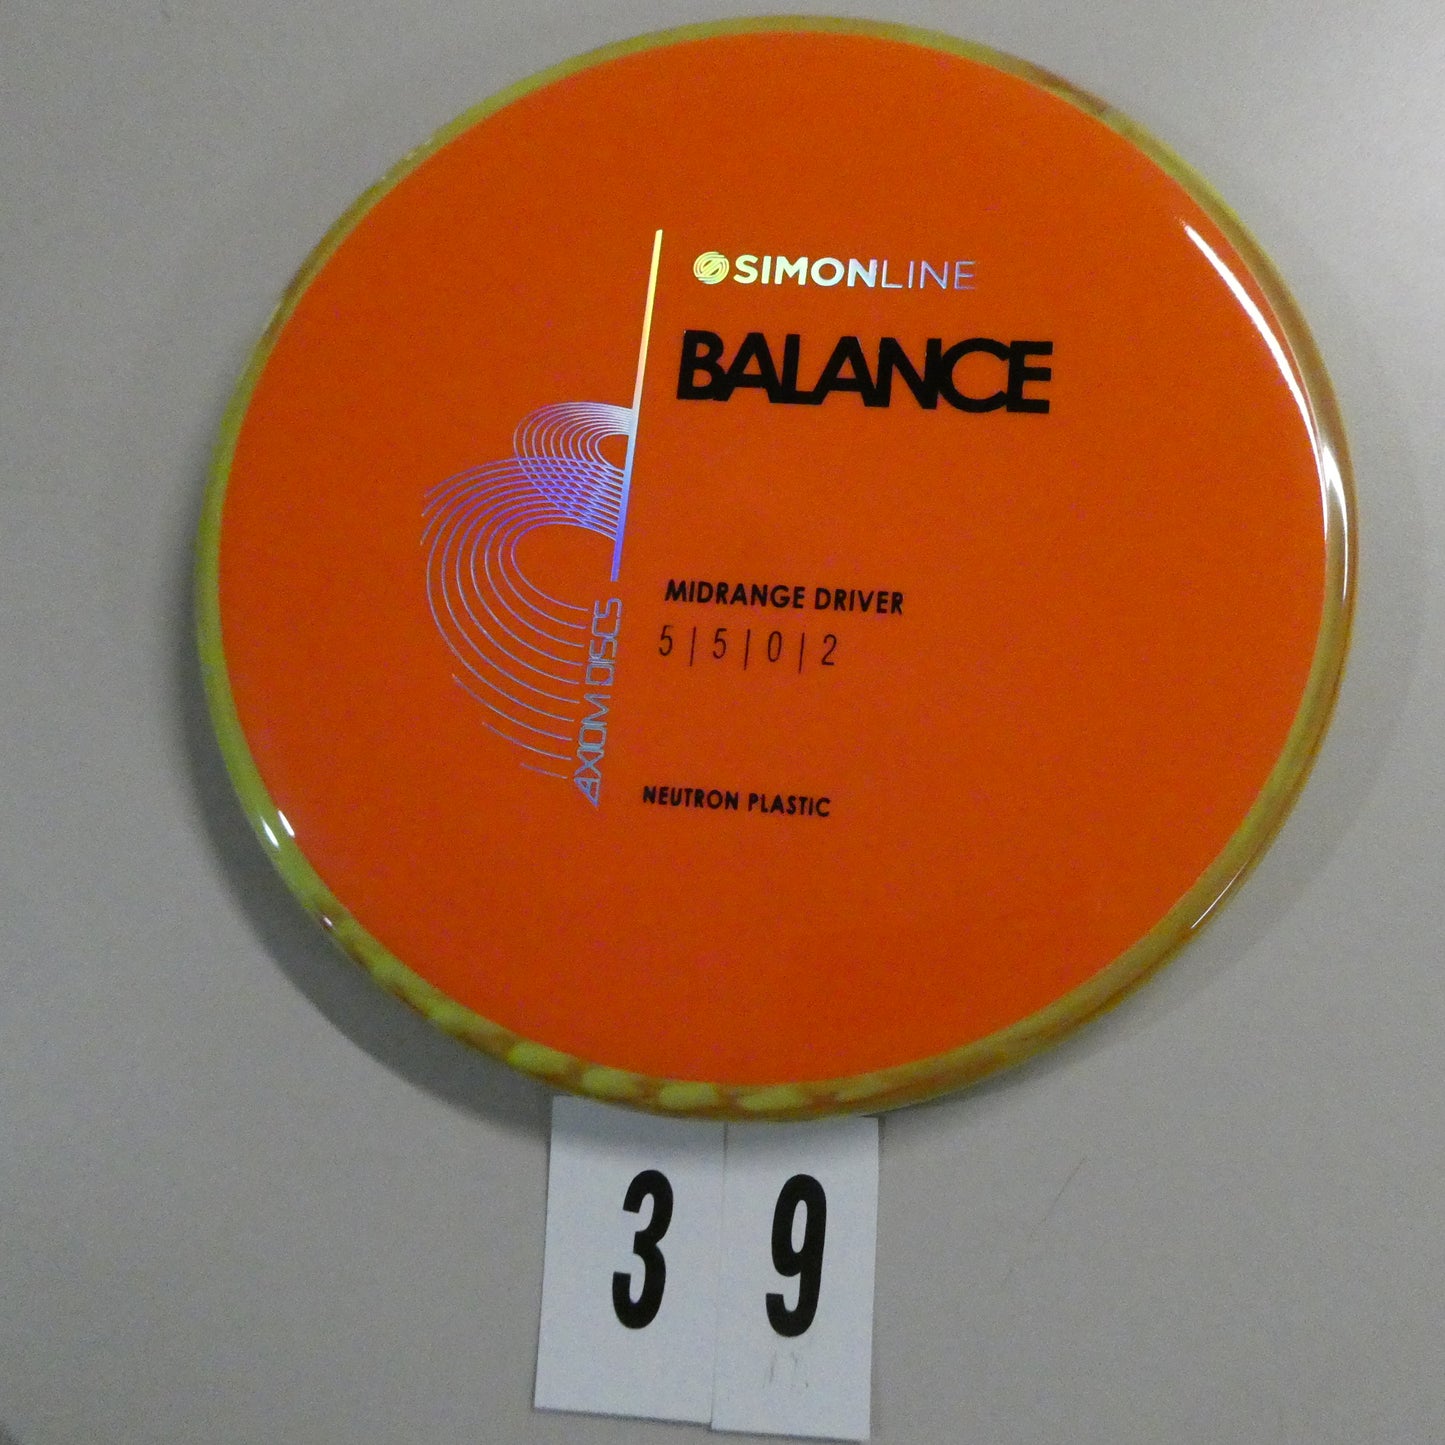 SIMONLINE
BALANCE
MIDRANGE DRIVER
5 | 5 | 0 | 2
AXIOM DISCS
NEUTRON PLASTIC
3 9